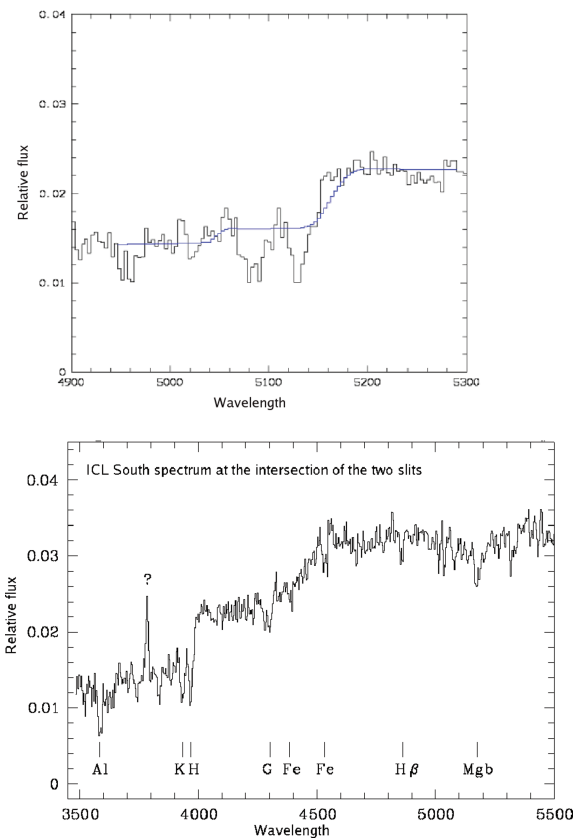 0.04
0.03
0.02
0.01
0
Relative flux
4900 5000 5100 5200 5300
Wavelength
ICL South spectrum at the intersection of the two slits
0.04
0.03
0.02
0.01
0
Relative flux
?
Al K H G Fe Fe Hβ Mgb
3500 4000 4500 5000 5500
Wavelength